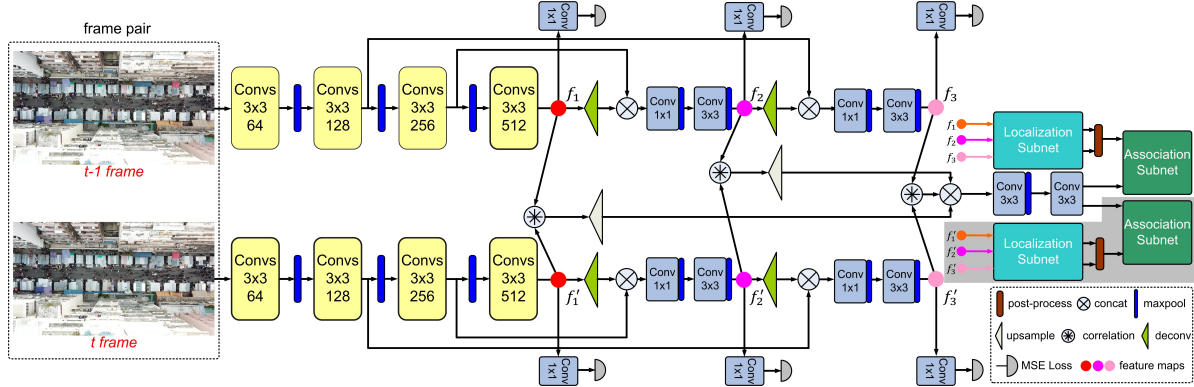 frame pair
t-1 frame
t frame
Convs
3x3
64
Convs
3x3
128
Convs
3x3
256
Convs
3x3
512
Conv
1x1
f₁
Conv
1x1
Conv
3x3
Conv
1x1
f₂
Conv
1x1
Conv
3x3
Conv
1x1
f₃
Convs
3x3
64
Convs
3x3
128
Convs
3x3
256
Convs
3x3
512
f₁′
Conv
1x1
Conv
1x1
Conv
3x3
f₂′
Conv
1x1
Conv
1x1
Conv
3x3
f₃′
Conv
1x1
Conv
3x3
Conv
3x3
f₁
f₂
f₃
Localization
Subnet
Association
Subnet
f₁′
f₂′
f₃′
Localization
Subnet
Association
Subnet
post-process
concat
maxpool
upsample
correlation
deconv
MSE Loss
feature maps